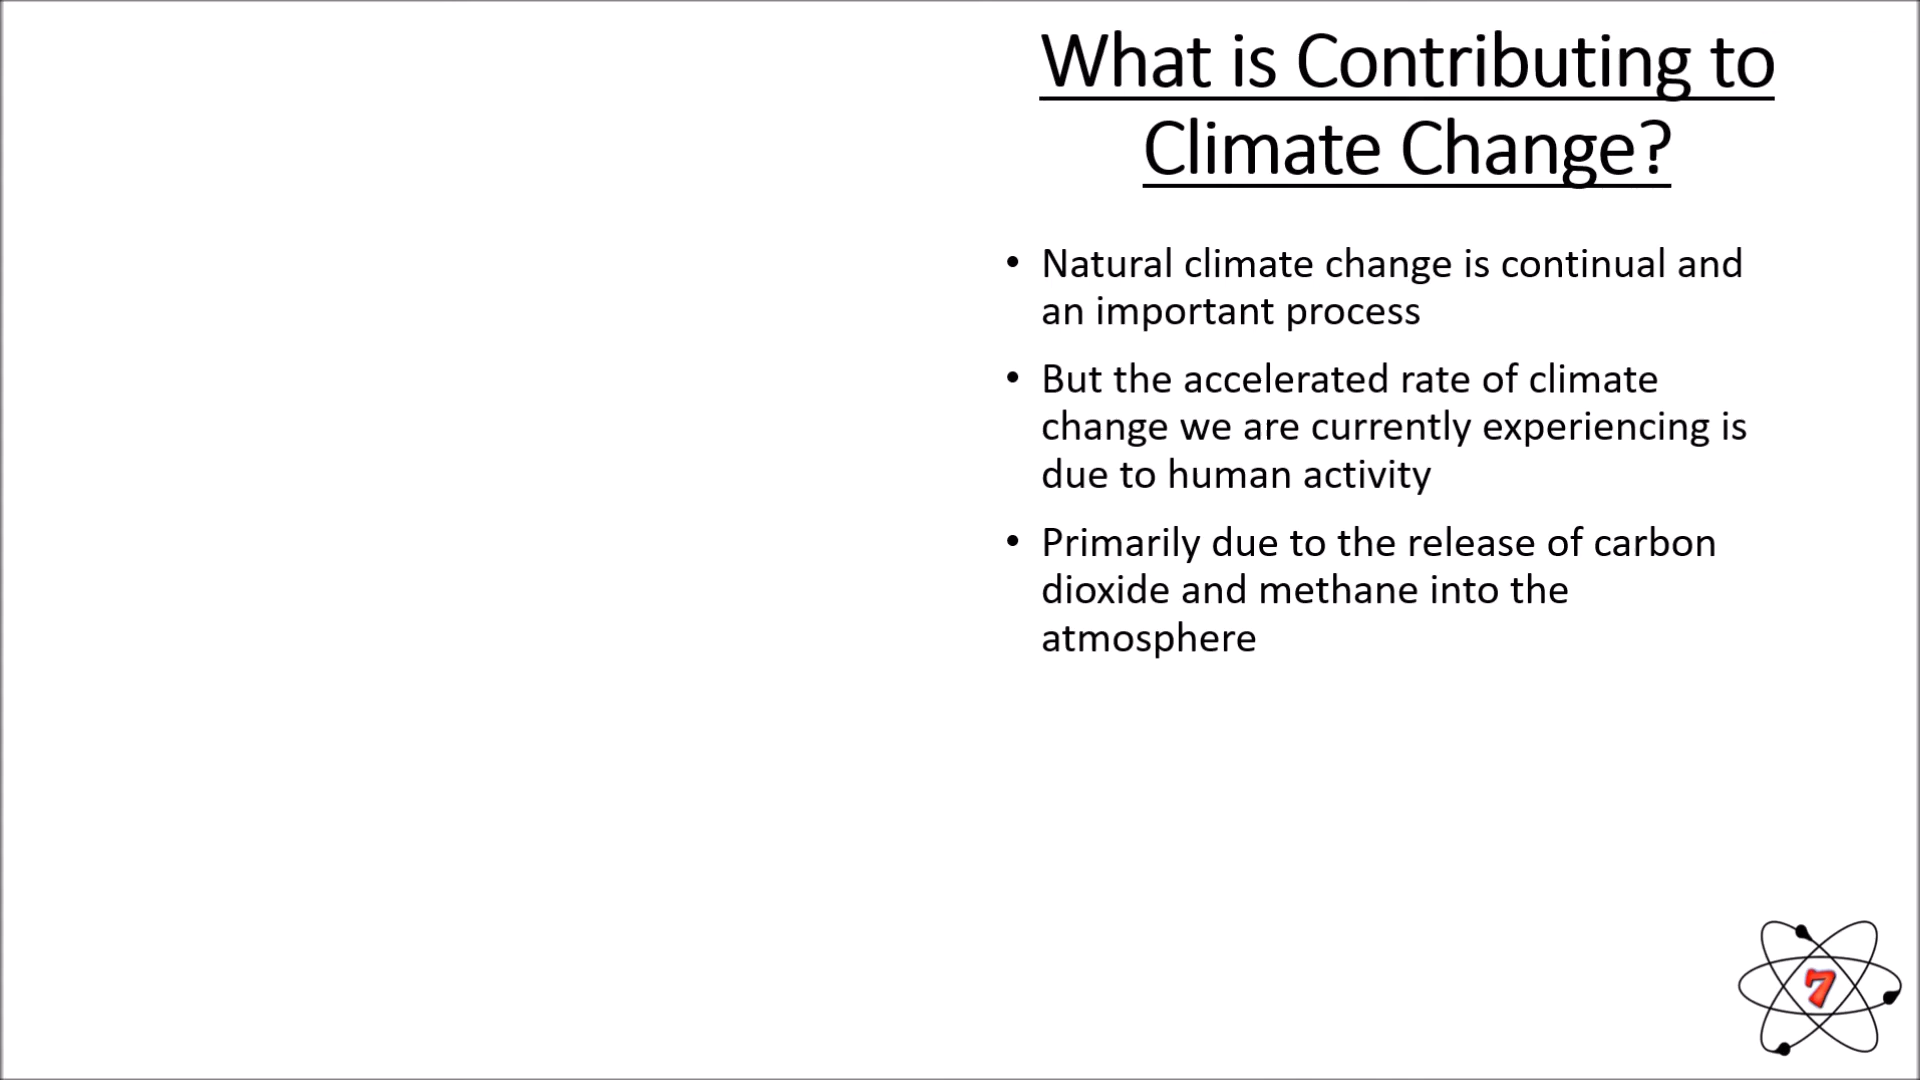 What is Contributing to
Climate Change?
• Natural climate change is continual and
an important process
• But the accelerated rate of climate
change we are currently experiencing is
due to human activity
• Primarily due to the release of carbon
dioxide and methane into the
atmosphere
7